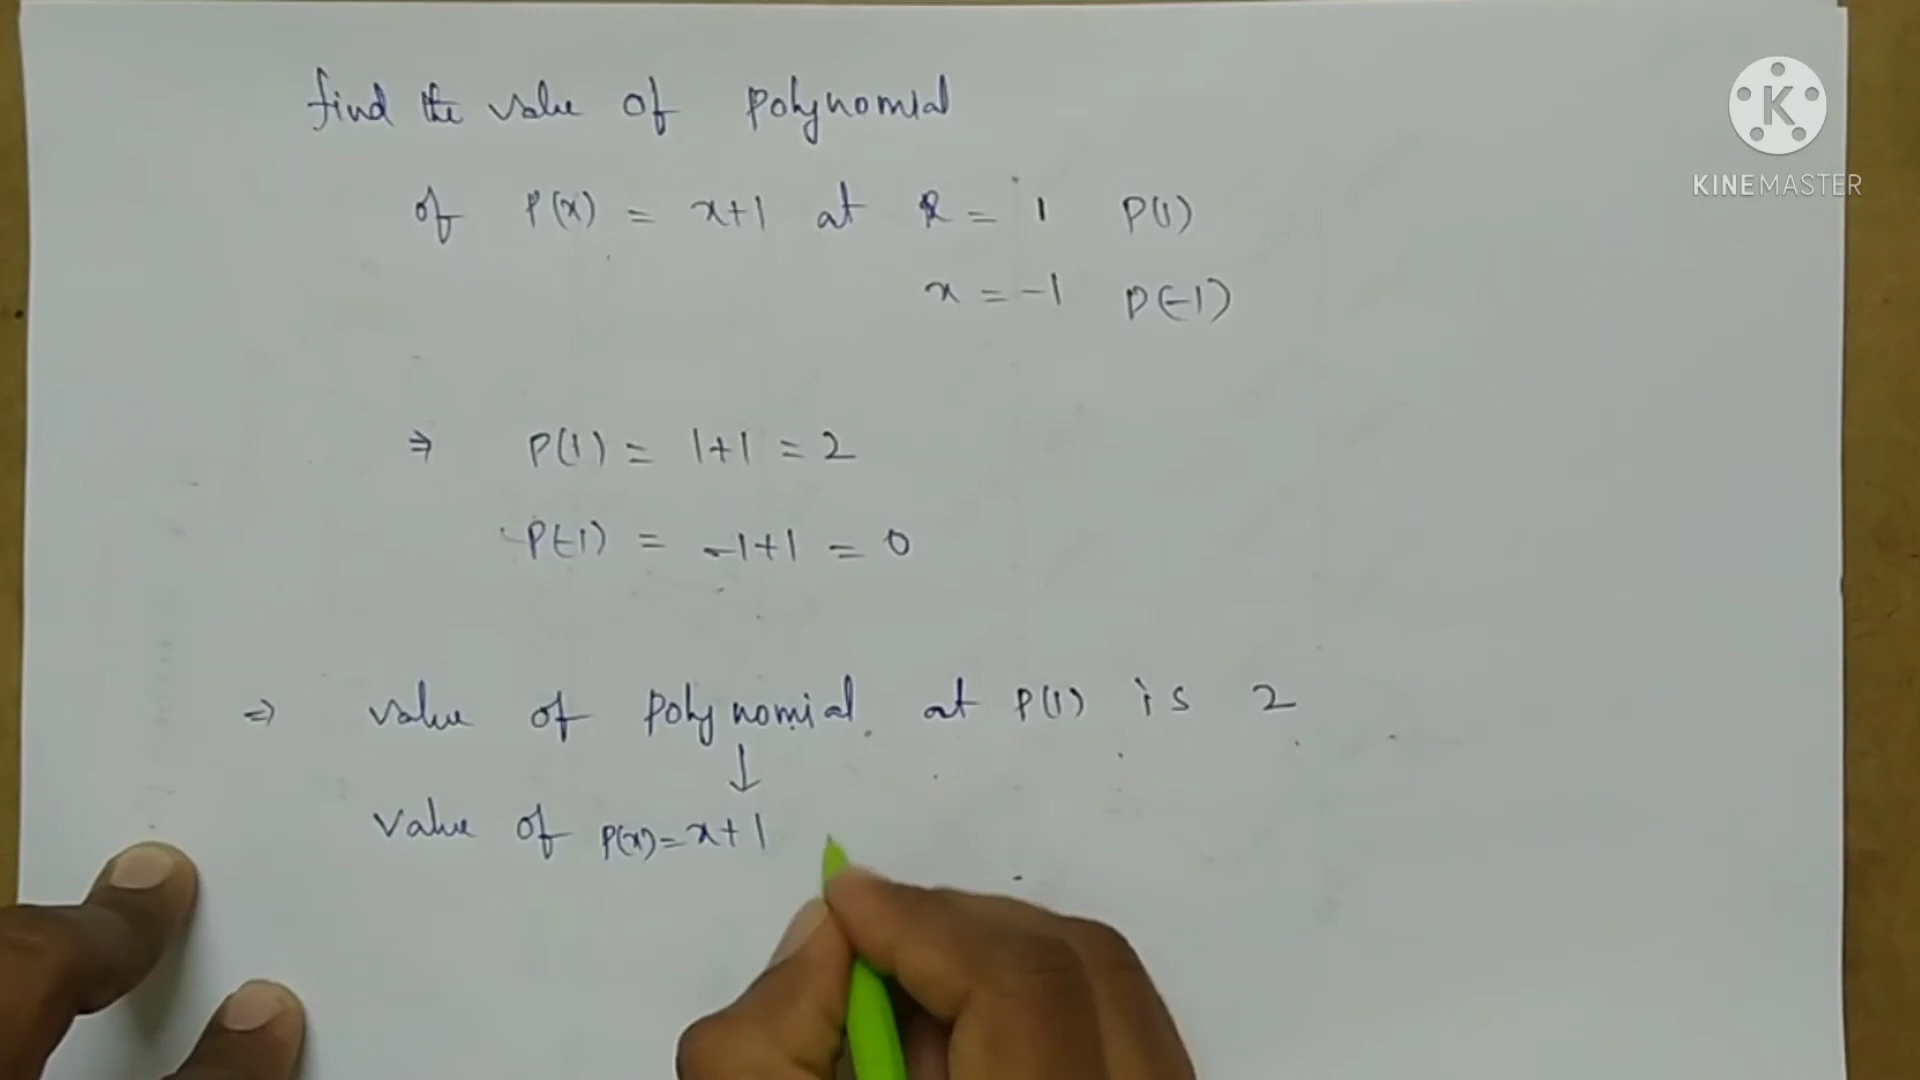 find the value of polynomial
of P(x) = x+1 at x = 1 P(1)
x = -1 P(-1)
⇒ P(1) = 1+1 = 2
P(-1) = -1+1 = 0
⇒ value of polynomial at P(1) is 2
↓
Value of P(x)=x+1
K
KINEMASTER